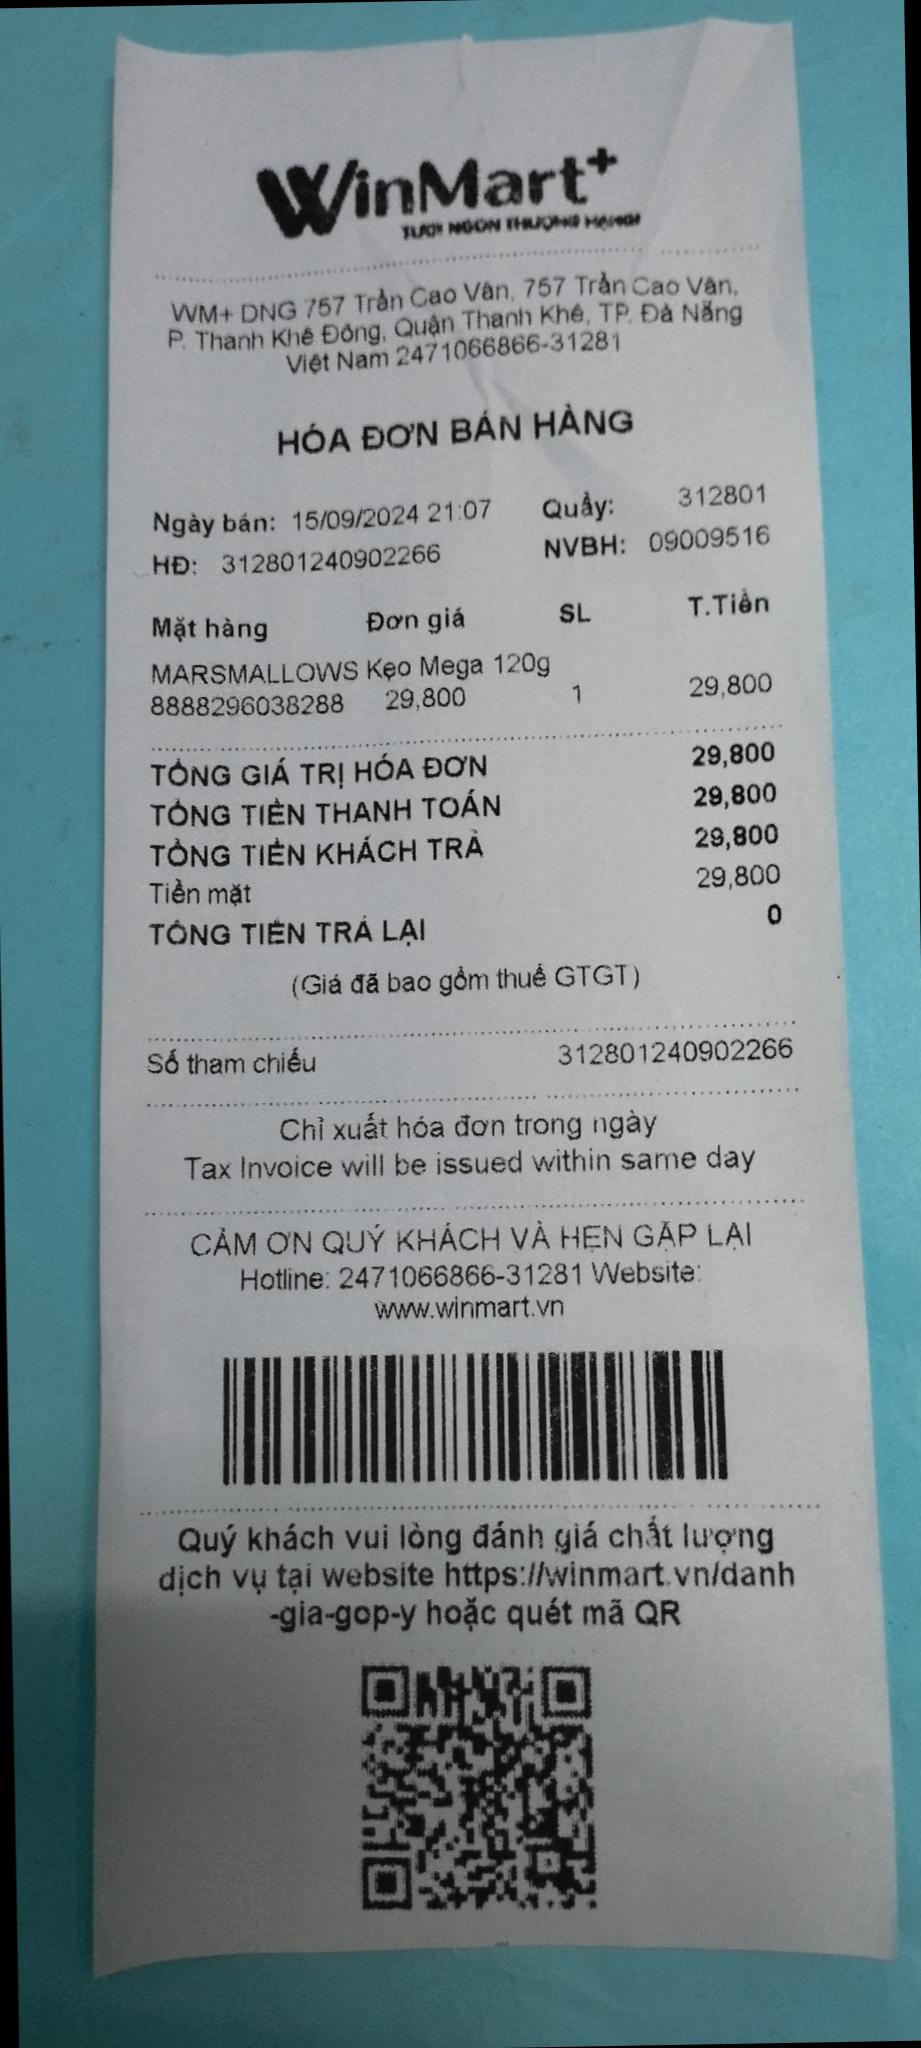 WinMart+
TƯƠI NGON THƯỢNG HẠNG!
WM+ DNG 757 Trần Cao Vân, 757 Trần Cao Vân,
P. Thanh Khê Đông, Quận Thanh Khê, TP. Đà Nẵng
Việt Nam 2471066866-31281
HÓA ĐƠN BÁN HÀNG
Ngày bán: 15/09/2024 21:07 Quầy: 312801
HĐ: 312801240902266 NVBH: 09009516
Mặt hàng Đơn giá SL T.Tiền
MARSMALLOWS Kẹo Mega 120g
8888296038288 29,800 1 29,800
TỔNG GIÁ TRỊ HÓA ĐƠN 29,800
TỔNG TIỀN THANH TOÁN 29,800
TỔNG TIỀN KHÁCH TRẢ 29,800
Tiền mặt 29,800
TỔNG TIỀN TRẢ LẠI 0
(Giá đã bao gồm thuế GTGT)
Số tham chiếu 312801240902266
Chỉ xuất hóa đơn trong ngày
Tax Invoice will be issued within same day
CẢM ƠN QUÝ KHÁCH VÀ HẸN GẶP LẠI
Hotline: 2471066866-31281 Website:
www.winmart.vn
Quý khách vui lòng đánh giá chất lượng
dịch vụ tại website https://winmart.vn/danh
-gia-gop-y hoặc quét mã QR